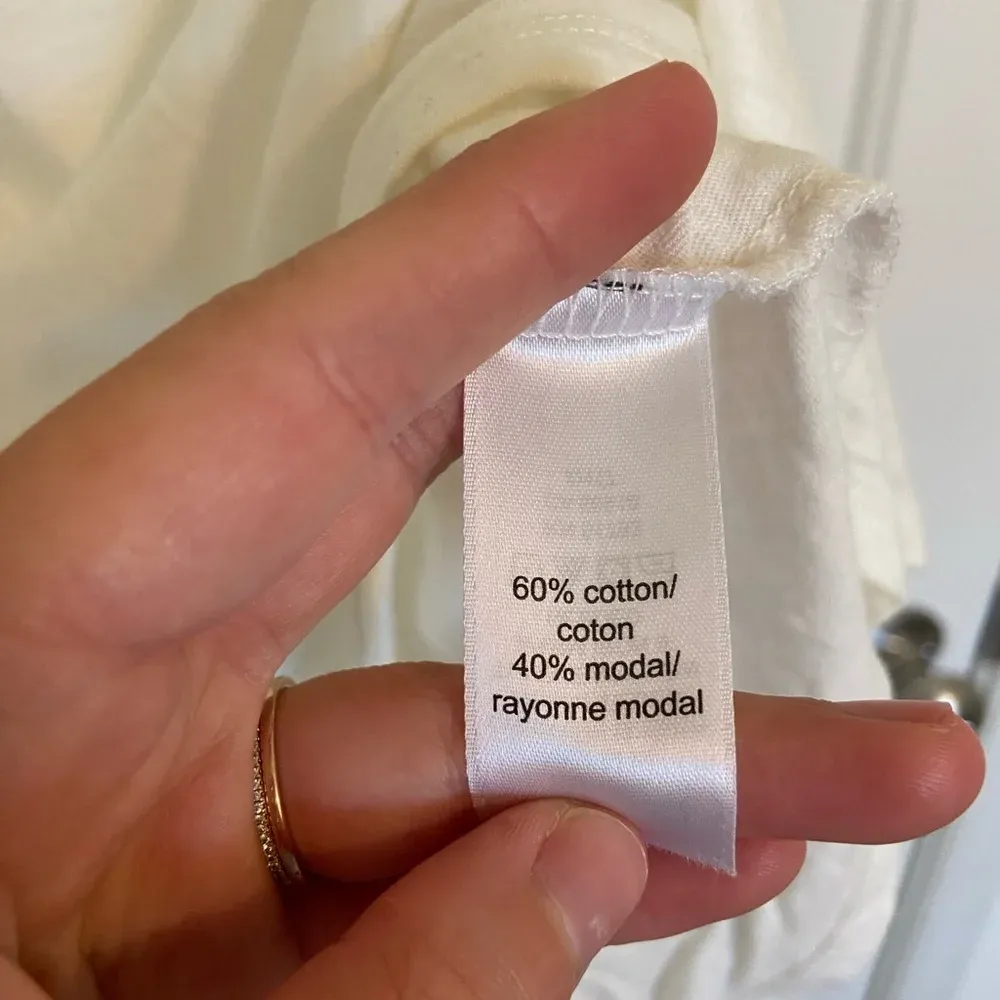 60% cotton/
coton
40% modal/
rayonne modal